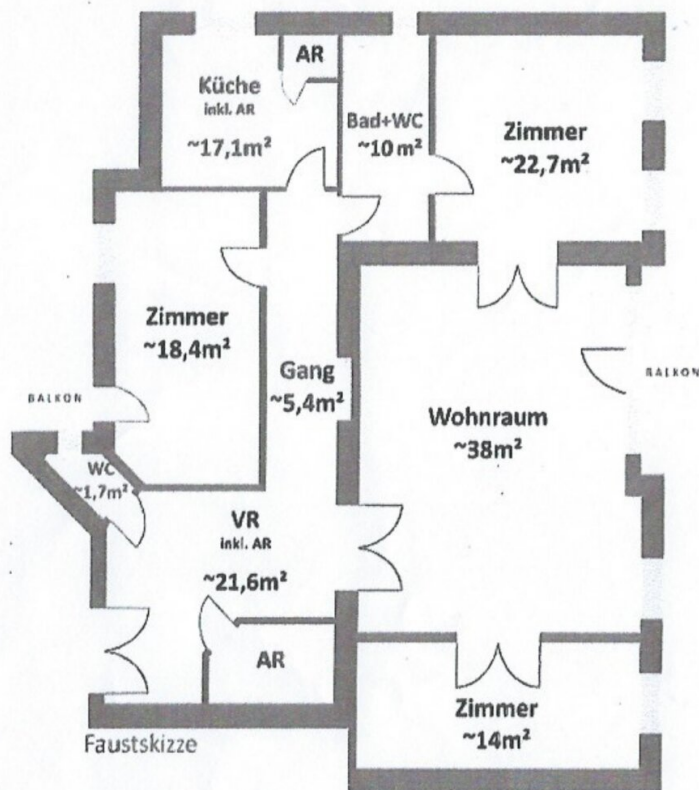 AR
Küche
inkl. AR
~17,1m²
Bad+WC
~10 m²
Zimmer
~22,7m²
Zimmer
~18,4m²
Gang
~5,4m²
BALKON
BALKON
Wohnraum
~38m²
WC
~1,7m²
VR
inkl. AR
~21,6m²
AR
Zimmer
~14m²
Faustskizze